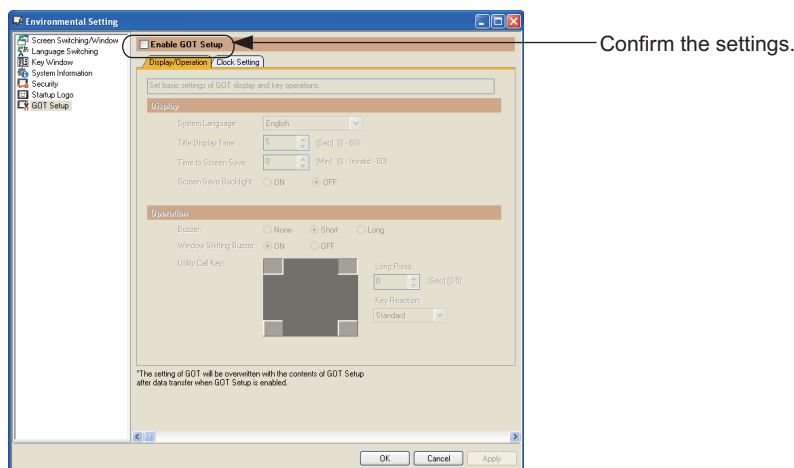 Environmental Setting
Screen Switching/Window
Language Switching
Key Window
System Information
Security
Startup Logo
GOT Setup
Enable GOT Setup
Confirm the settings.
Display/Operation
Clock Setting
Set basic settings of GOT display and key operations.
Display
System Language: English
Title Display Time: 5 (Sec) (0 - 60)
Time to Screen Save: 0 (Min) (0 : Invalid - 60)
Screen Save Backlight: ON OFF
Operation
Buzzer: None Short Long
Window Shifting Buzzer: ON OFF
Utility Call Key:
Long Press:
0 (Sec) (0-5)
Key Reaction:
Standard
*The setting of GOT will be overwritten with the contents of GOT Setup
after data transfer when GOT Setup is enabled.
OK Cancel Apply